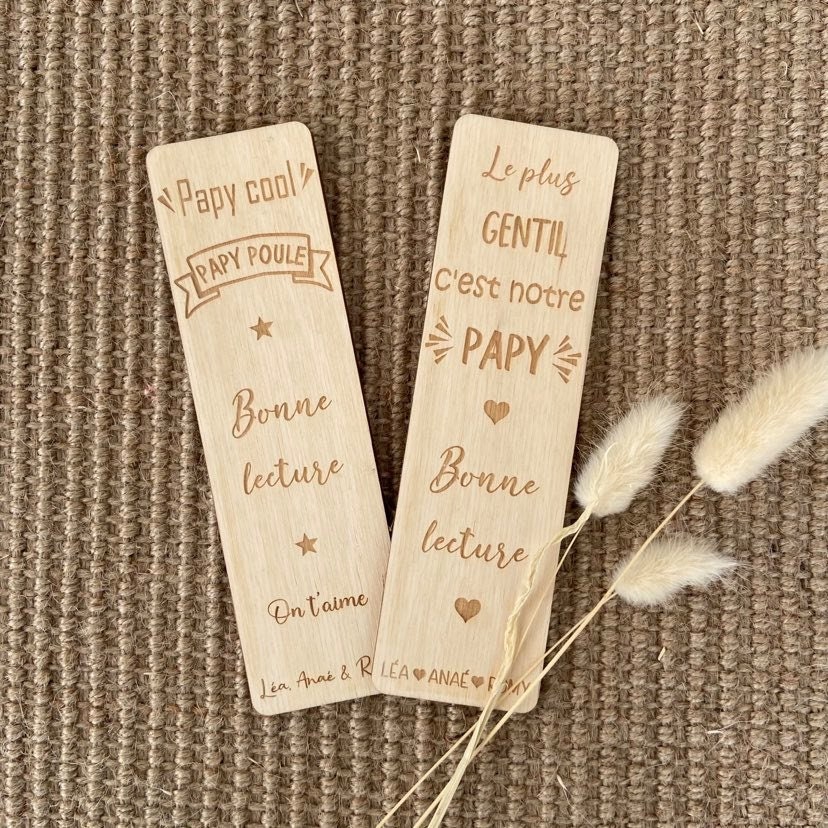 "Papy cool"
PAPY POULE
Bonne
lecture
On t'aime
Léa, Anaé & R
Le plus
GENTIL
c'est notre
PAPY
Bonne
lecture
LÉA ♥ ANAÉ ♥ ROMY